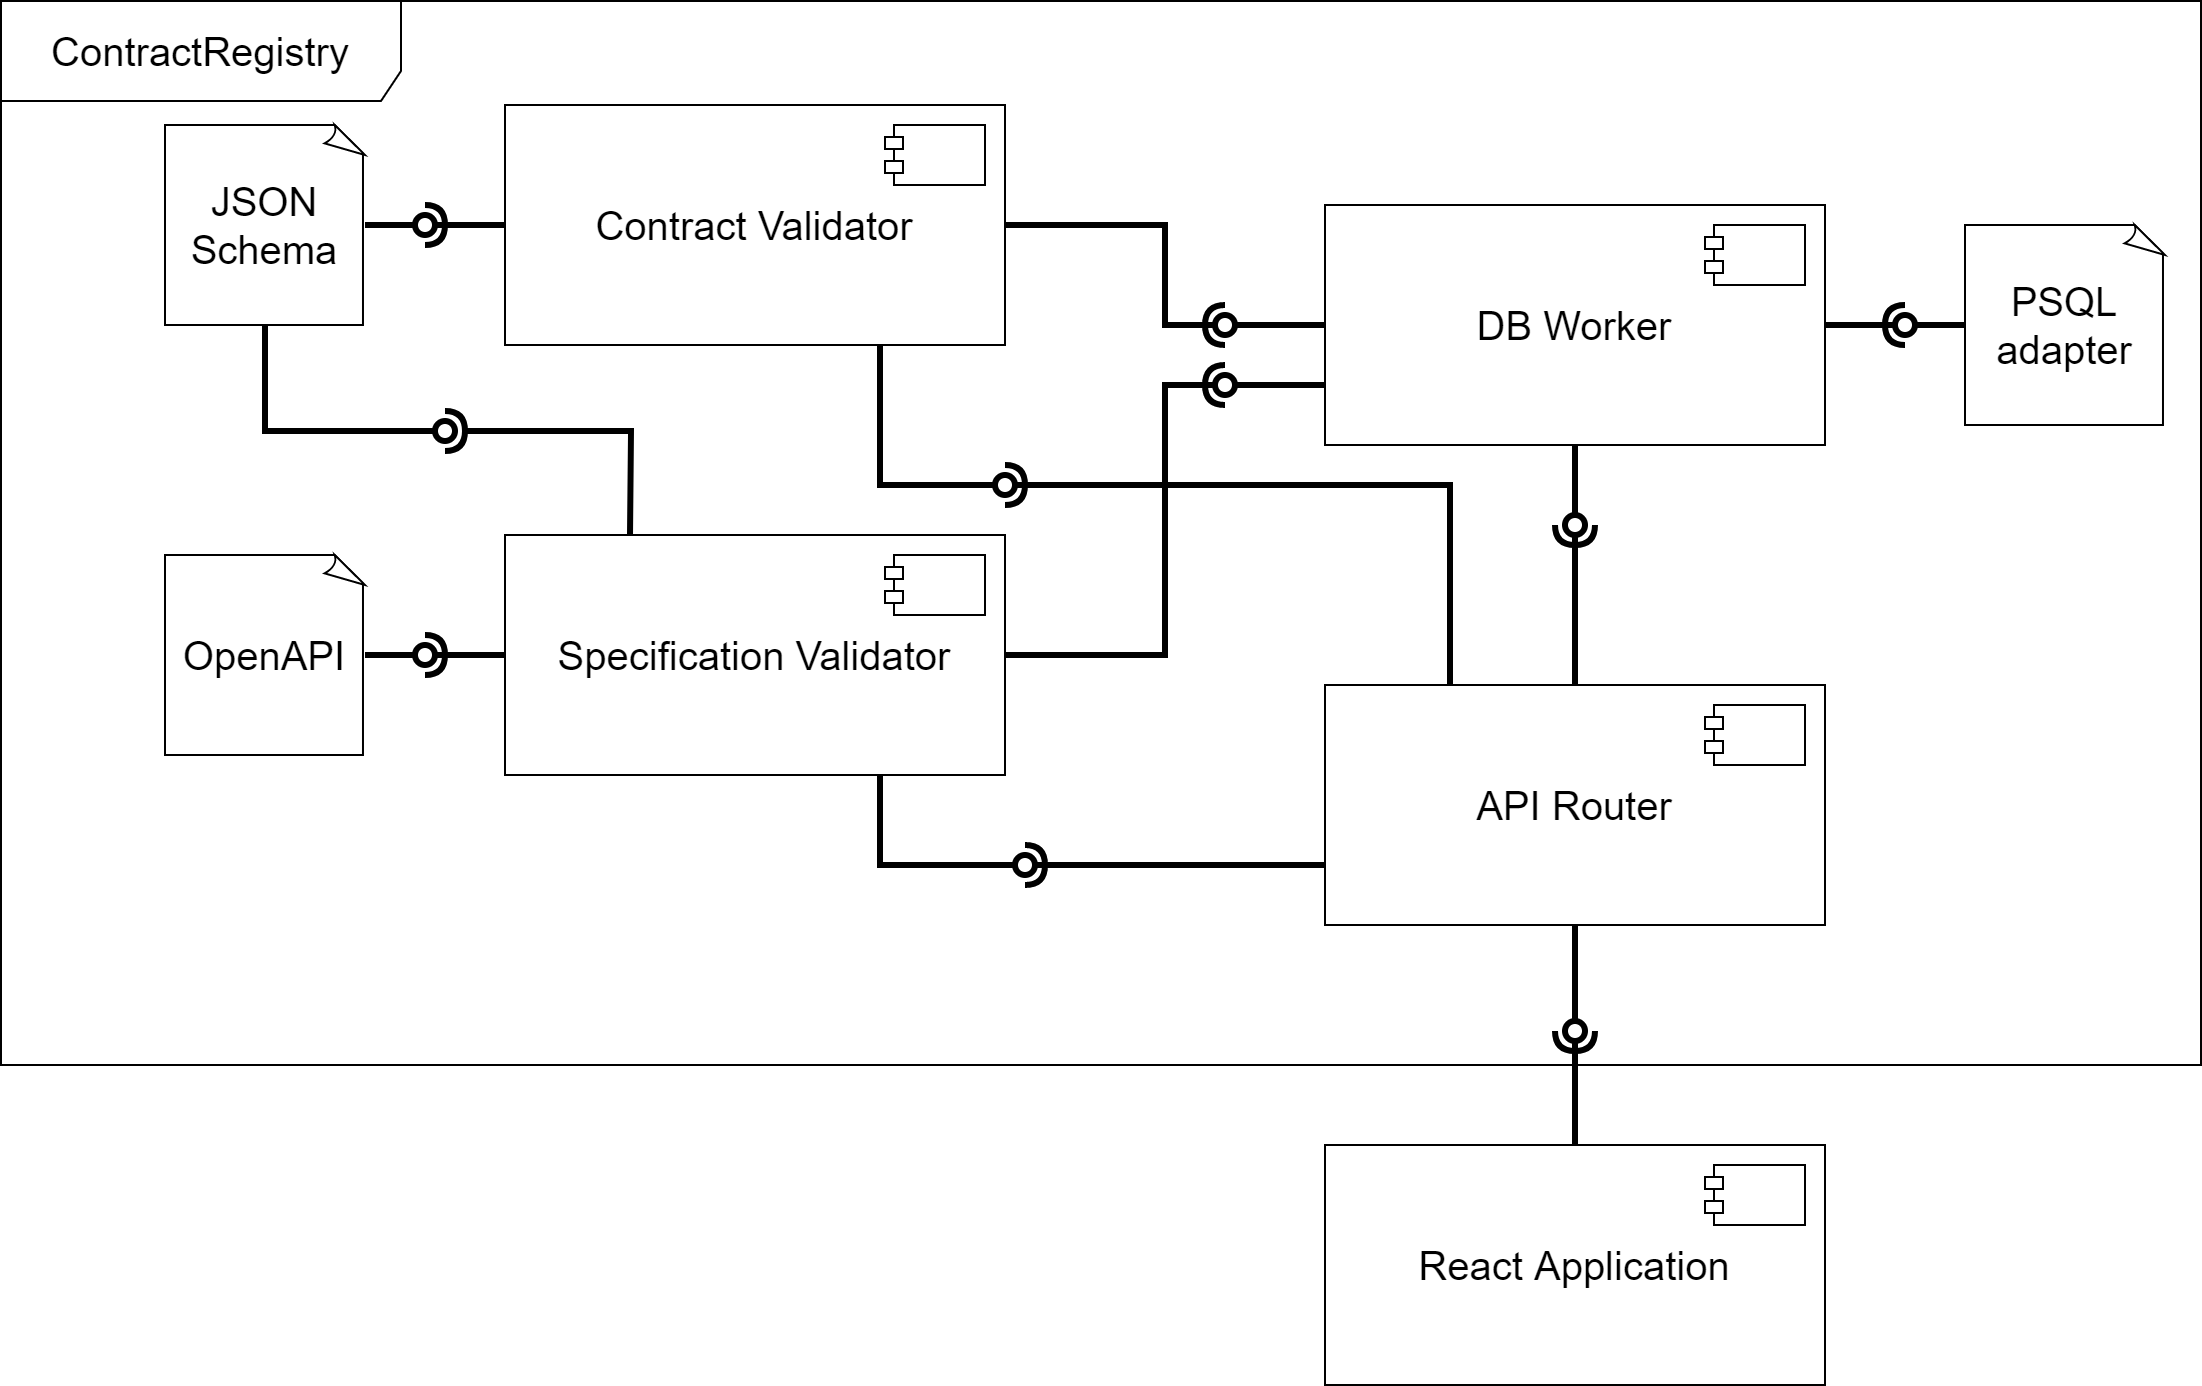 ContractRegistry
JSON
Schema
Contract Validator
DB Worker
PSQL
adapter
OpenAPI
Specification Validator
API Router
React Application